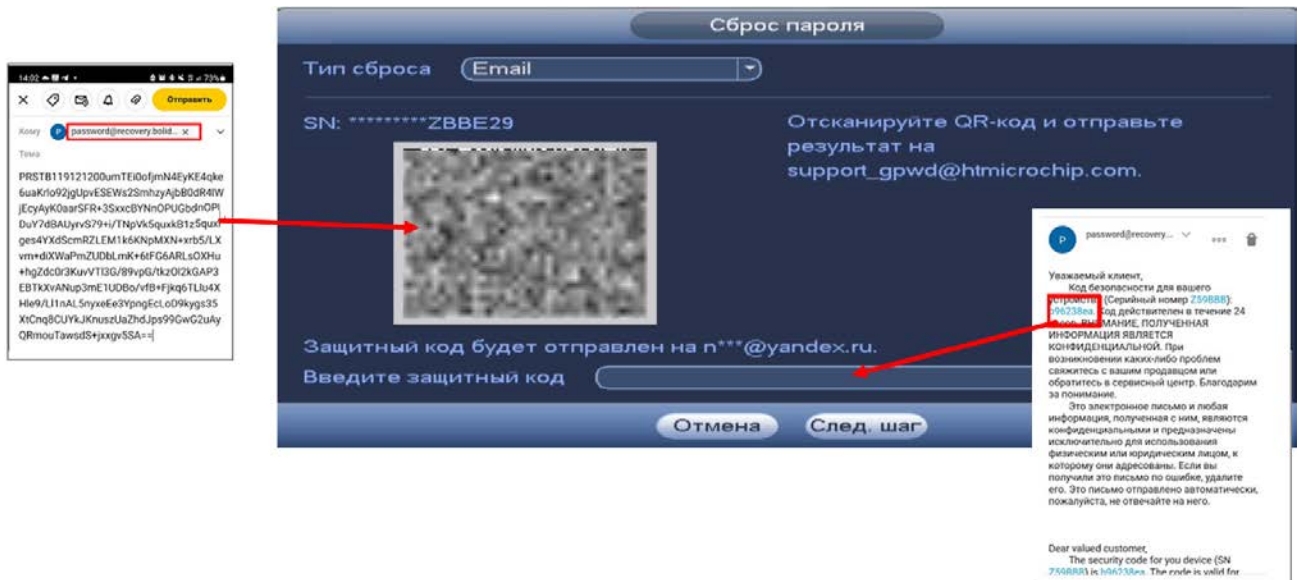 Сброс пароля
Тип сброса
Email
SN: *********ZBBE29
Отсканируйте QR-код и отправьте
результат на
support_gpwd@htmicrochip.com.
Защитный код будет отправлен на n***@yandex.ru.
Введите защитный код
Отмена
След. шаг
14:02
73%
Отправить
Кому
P
password@recovery.bolid...
Тема
PRSTB119121200umTEi0ofjmN4EyKE4qke
6uaKrlo92jgUpvESEWs2SmhzyAjbB0dR4lW
jEcyAyK0aarSFR+3SxxcBYNnOPUGbdnOPl
DuY7dBAUyrvS79+i/TNpVk5quxkB1z5quxr
ges4YXdScmRZLEM1k6KNpMXN+xrb5/LX
vm+diXWaPmZUDbLmK+6tFG6ARLsOXHu
+hgZdc0r3KuvVTl3G/89vpG/tkzOl2kGAP3
EBTkXvANup3mE1UDBo/vfB+Fjkq6TLlu4X
Hle9/Ll1nAL5nyxeEe3YpngEcLoD9kygs35
XtCnq8CUYkJKnuszUaZhdJps99GwG2uAy
QRmouTawsdS+jxxgvSSA==
P
password@recovery...
Уважаемый клиент,
Код безопасности для вашего
устройства (Серийный номер Z59BBB):
b96238ea. Код действителен в течение 24
ВНИМАНИЕ, ПОЛУЧЕННАЯ
ИНФОРМАЦИЯ ЯВЛЯЕТСЯ
КОНФИДЕНЦИАЛЬНОЙ. При
возникновении каких-либо проблем
свяжитесь с вашим продавцом или
обратитесь в сервисный центр. Благодарим
за понимание.
Это электронное письмо и любая
информация, полученная с ним, являются
конфиденциальными и предназначены
исключительно для использования
физическим или юридическим лицом, к
которому они адресованы. Если вы
получили это письмо по ошибке, удалите
его. Это письмо отправлено автоматически,
пожалуйста, не отвечайте на него.
Dear valued customer,
The security code for you device (SN
Z59BBB) is b96238ea. The code is valid for